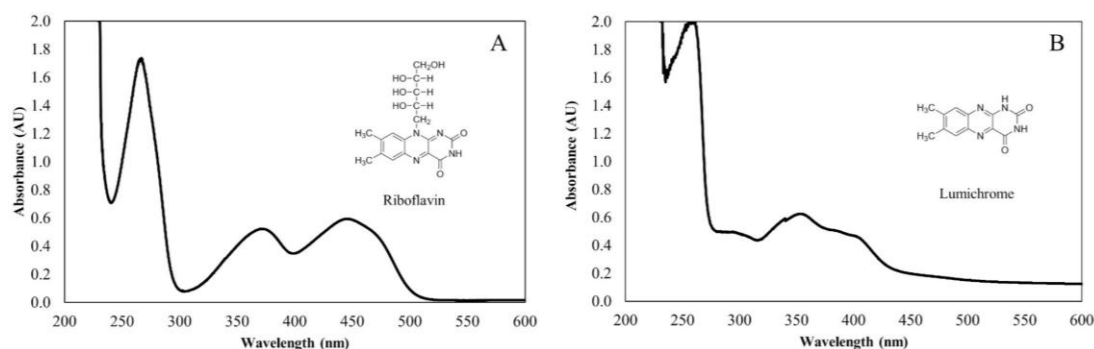 A
2.0
1.8
1.6
1.4
1.2
1.0
0.8
0.6
0.4
0.2
0.0
Absorbance (AU)
200 250 300 350 400 450 500 550 600
Wavelength (nm)
CH2OH
HO-C-H
HO-C-H
HO-C-H
CH2
H3C N N O
H3C N NH
O
Riboflavin
B
2.0
1.8
1.6
1.4
1.2
1.0
0.8
0.6
0.4
0.2
0.0
Absorbance (AU)
200 250 300 350 400 450 500 550 600
Wavelength (nm)
H
H3C N N O
H3C N NH
O
Lumichrome